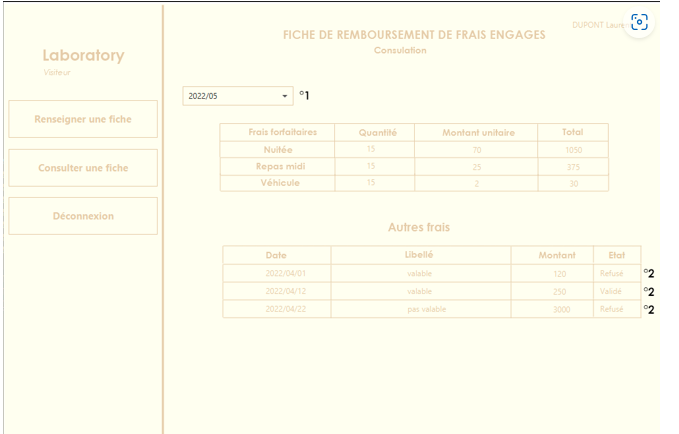 DUPONT
FICHE DE REMBOURSEMENT DE FRAIS ENGAGES
Consulation
Laboratory
Visiteur
Renseigner une fiche
Consulter une fiche
Déconnexion
2022/05 °1
Frais forfaitaires Quantité Montant unitaire Total
Nuitée 15 70 1050
Repas midi 15 25 375
Véhicule 15 2 30
Autres frais
Date Libellé Montant Etat
2022/04/01 valable 120 Refusé °2
2022/04/12 valable 250 Validé °2
2022/04/22 pas valable 3000 Refusé °2